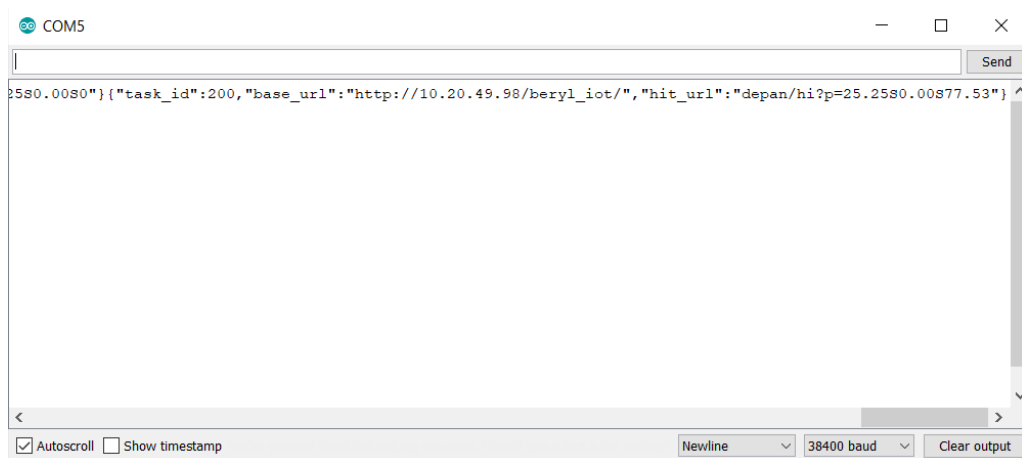 COM5
Send
25S0.00S0"}{"task_id":200,"base_url":"http://10.20.49.98/beryl_iot/","hit_url":"depan/hi?p=25.25S0.00S77.53"}
Autoscroll Show timestamp Newline 38400 baud Clear output